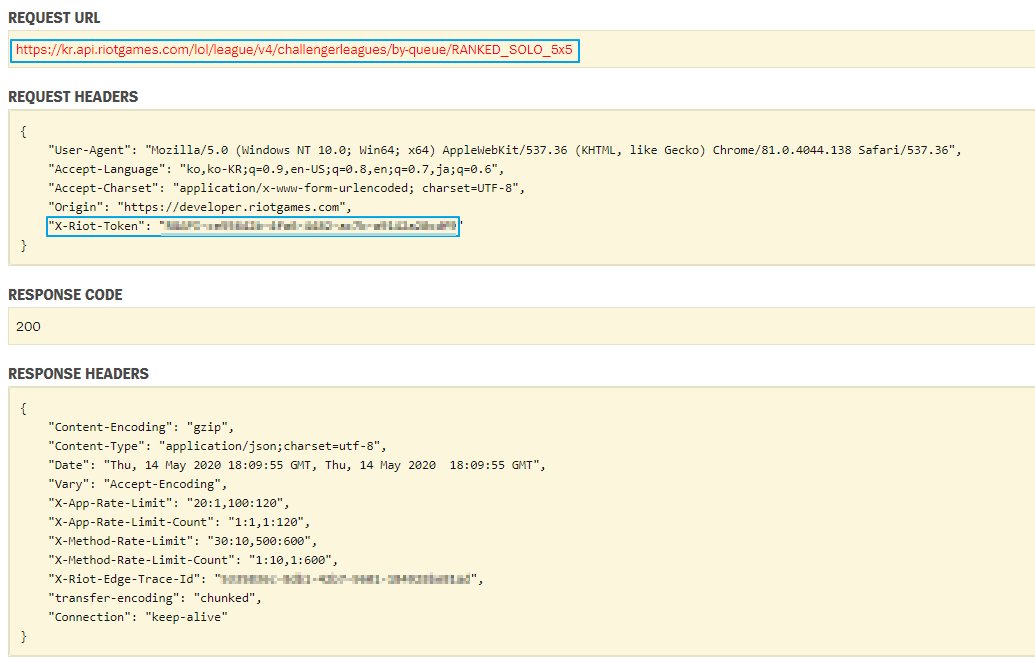 REQUEST URL
https://kr.api.riotgames.com/lol/league/v4/challengerleagues/by-queue/RANKED_SOLO_5x5
REQUEST HEADERS
{
"User-Agent": "Mozilla/5.0 (Windows NT 10.0; Win64; x64) AppleWebKit/537.36 (KHTML, like Gecko) Chrome/81.0.4044.138 Safari/537.36",
"Accept-Language": "ko,ko-KR;q=0.9,en-US;q=0.8,en;q=0.7,ja;q=0.6",
"Accept-Charset": "application/x-www-form-urlencoded; charset=UTF-8",
"Origin": "https://developer.riotgames.com",
"X-Riot-Token": "
}
RESPONSE CODE
200
RESPONSE HEADERS
{
"Content-Encoding": "gzip",
"Content-Type": "application/json;charset=utf-8",
"Date": "Thu, 14 May 2020 18:09:55 GMT, Thu, 14 May 2020  18:09:55 GMT",
"Vary": "Accept-Encoding",
"X-App-Rate-Limit": "20:1,100:120",
"X-App-Rate-Limit-Count": "1:1,1:120",
"X-Method-Rate-Limit": "30:10,500:600",
"X-Method-Rate-Limit-Count": "1:10,1:600",
"X-Riot-Edge-Trace-Id": "",
"transfer-encoding": "chunked",
"Connection": "keep-alive"
}